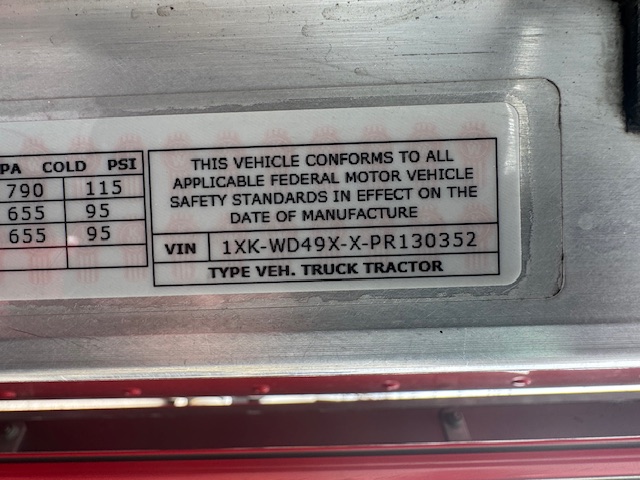 PA COLD PSI
790 115
655 95
655 95
THIS VEHICLE CONFORMS TO ALL
APPLICABLE FEDERAL MOTOR VEHICLE
SAFETY STANDARDS IN EFFECT ON THE
DATE OF MANUFACTURE
VIN 1XK-WD49X-X-PR130352
TYPE VEH. TRUCK TRACTOR